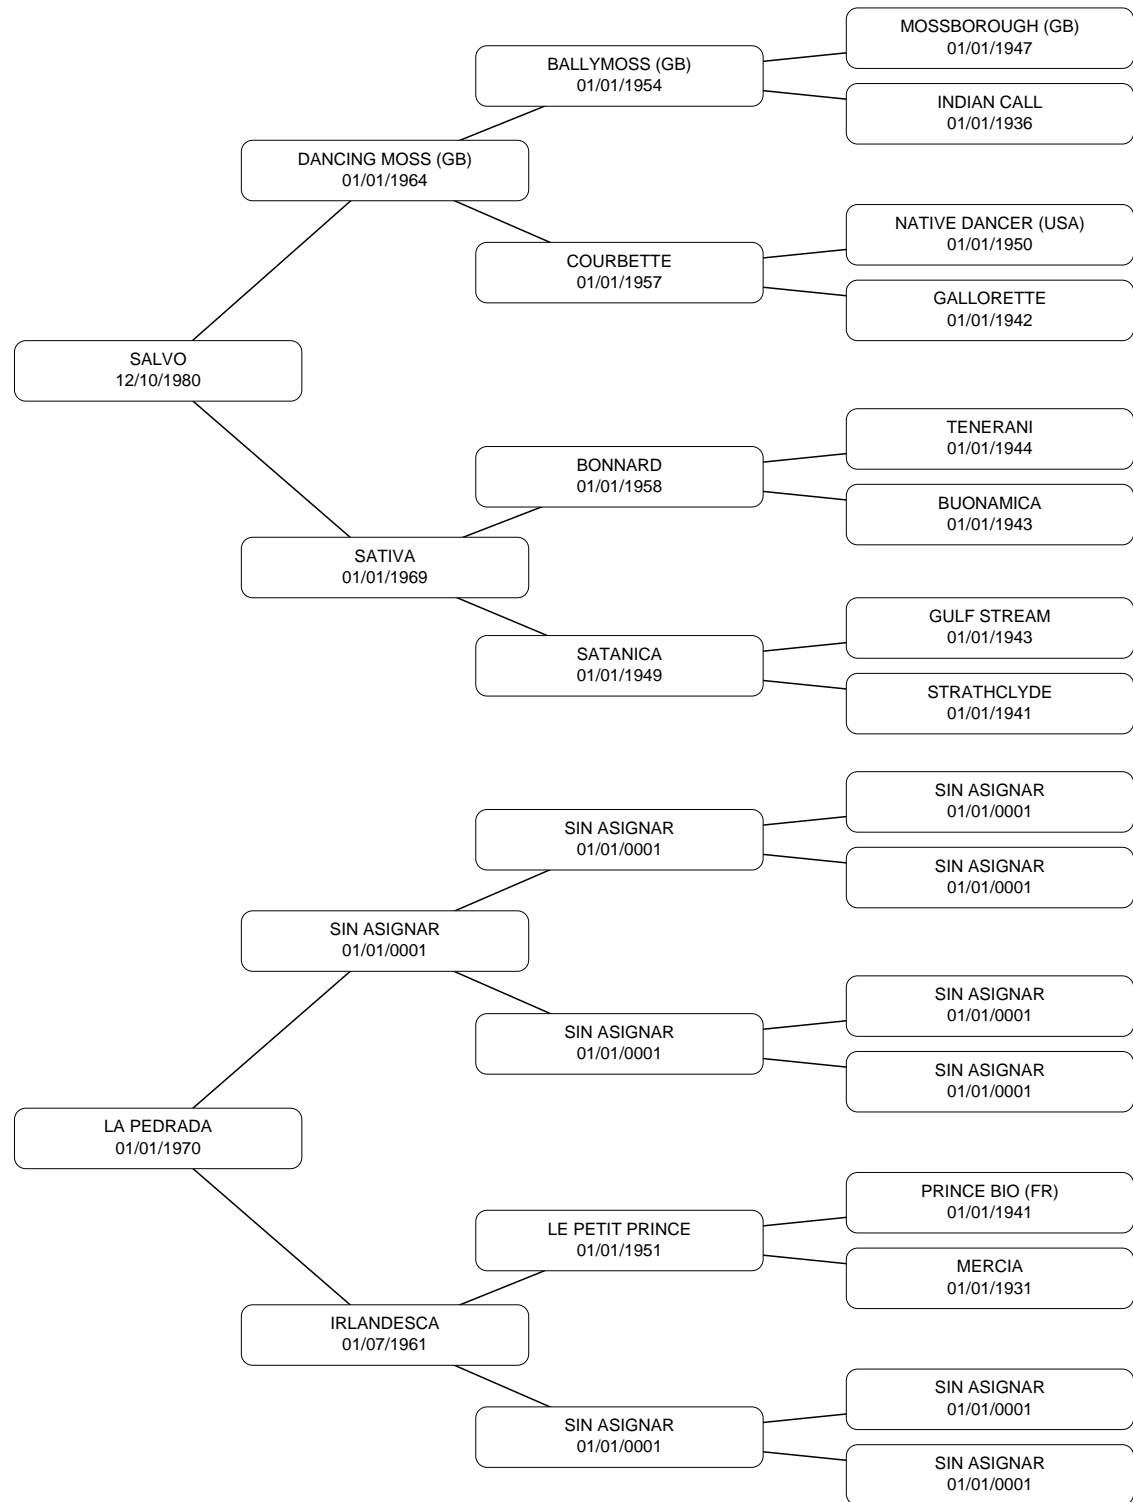 MOSSBOROUGH (GB)
01/01/1947
BALLYMOSS (GB)
01/01/1954
INDIAN CALL
01/01/1936
DANCING MOSS (GB)
01/01/1964
NATIVE DANCER (USA)
01/01/1950
COURBETTE
01/01/1957
GALLORETTE
01/01/1942
SALVO
12/10/1980
TENERANI
01/01/1944
BONNARD
01/01/1958
BUONAMICA
01/01/1943
SATIVA
01/01/1969
GULF STREAM
01/01/1943
SATANICA
01/01/1949
STRATHCLYDE
01/01/1941
SIN ASIGNAR
01/01/0001
SIN ASIGNAR
01/01/0001
SIN ASIGNAR
01/01/0001
SIN ASIGNAR
01/01/0001
SIN ASIGNAR
01/01/0001
SIN ASIGNAR
01/01/0001
SIN ASIGNAR
01/01/0001
LA PEDRADA
01/01/1970
PRINCE BIO (FR)
01/01/1941
LE PETIT PRINCE
01/01/1951
MERCIA
01/01/1931
IRLANDESCA
01/07/1961
SIN ASIGNAR
01/01/0001
SIN ASIGNAR
01/01/0001
SIN ASIGNAR
01/01/0001